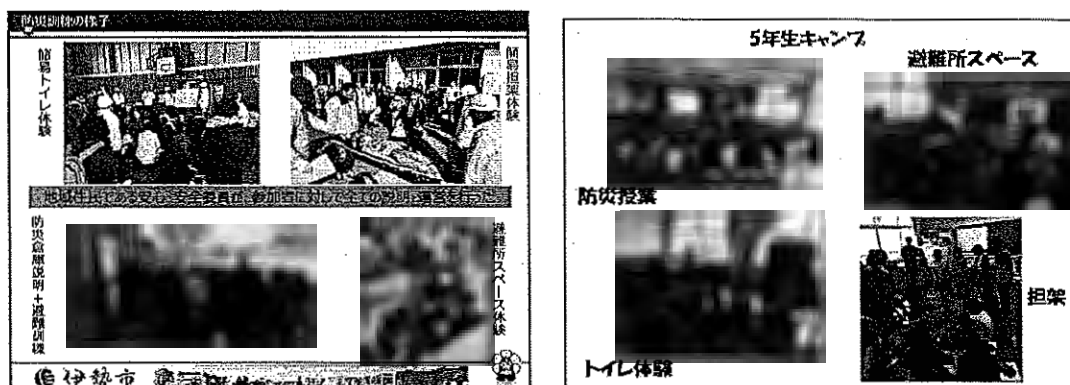 防災訓練の様子
簡易トイレ体験
簡易担架体験
地域住民である安心・安全委員が、参加者に対して全ての説明・運営を行った。
防災倉庫説明+避難訓練
避難所スペース体験
伊勢市
5年生キャンプ
避難所スペース
防災授業
担架
トイレ体験